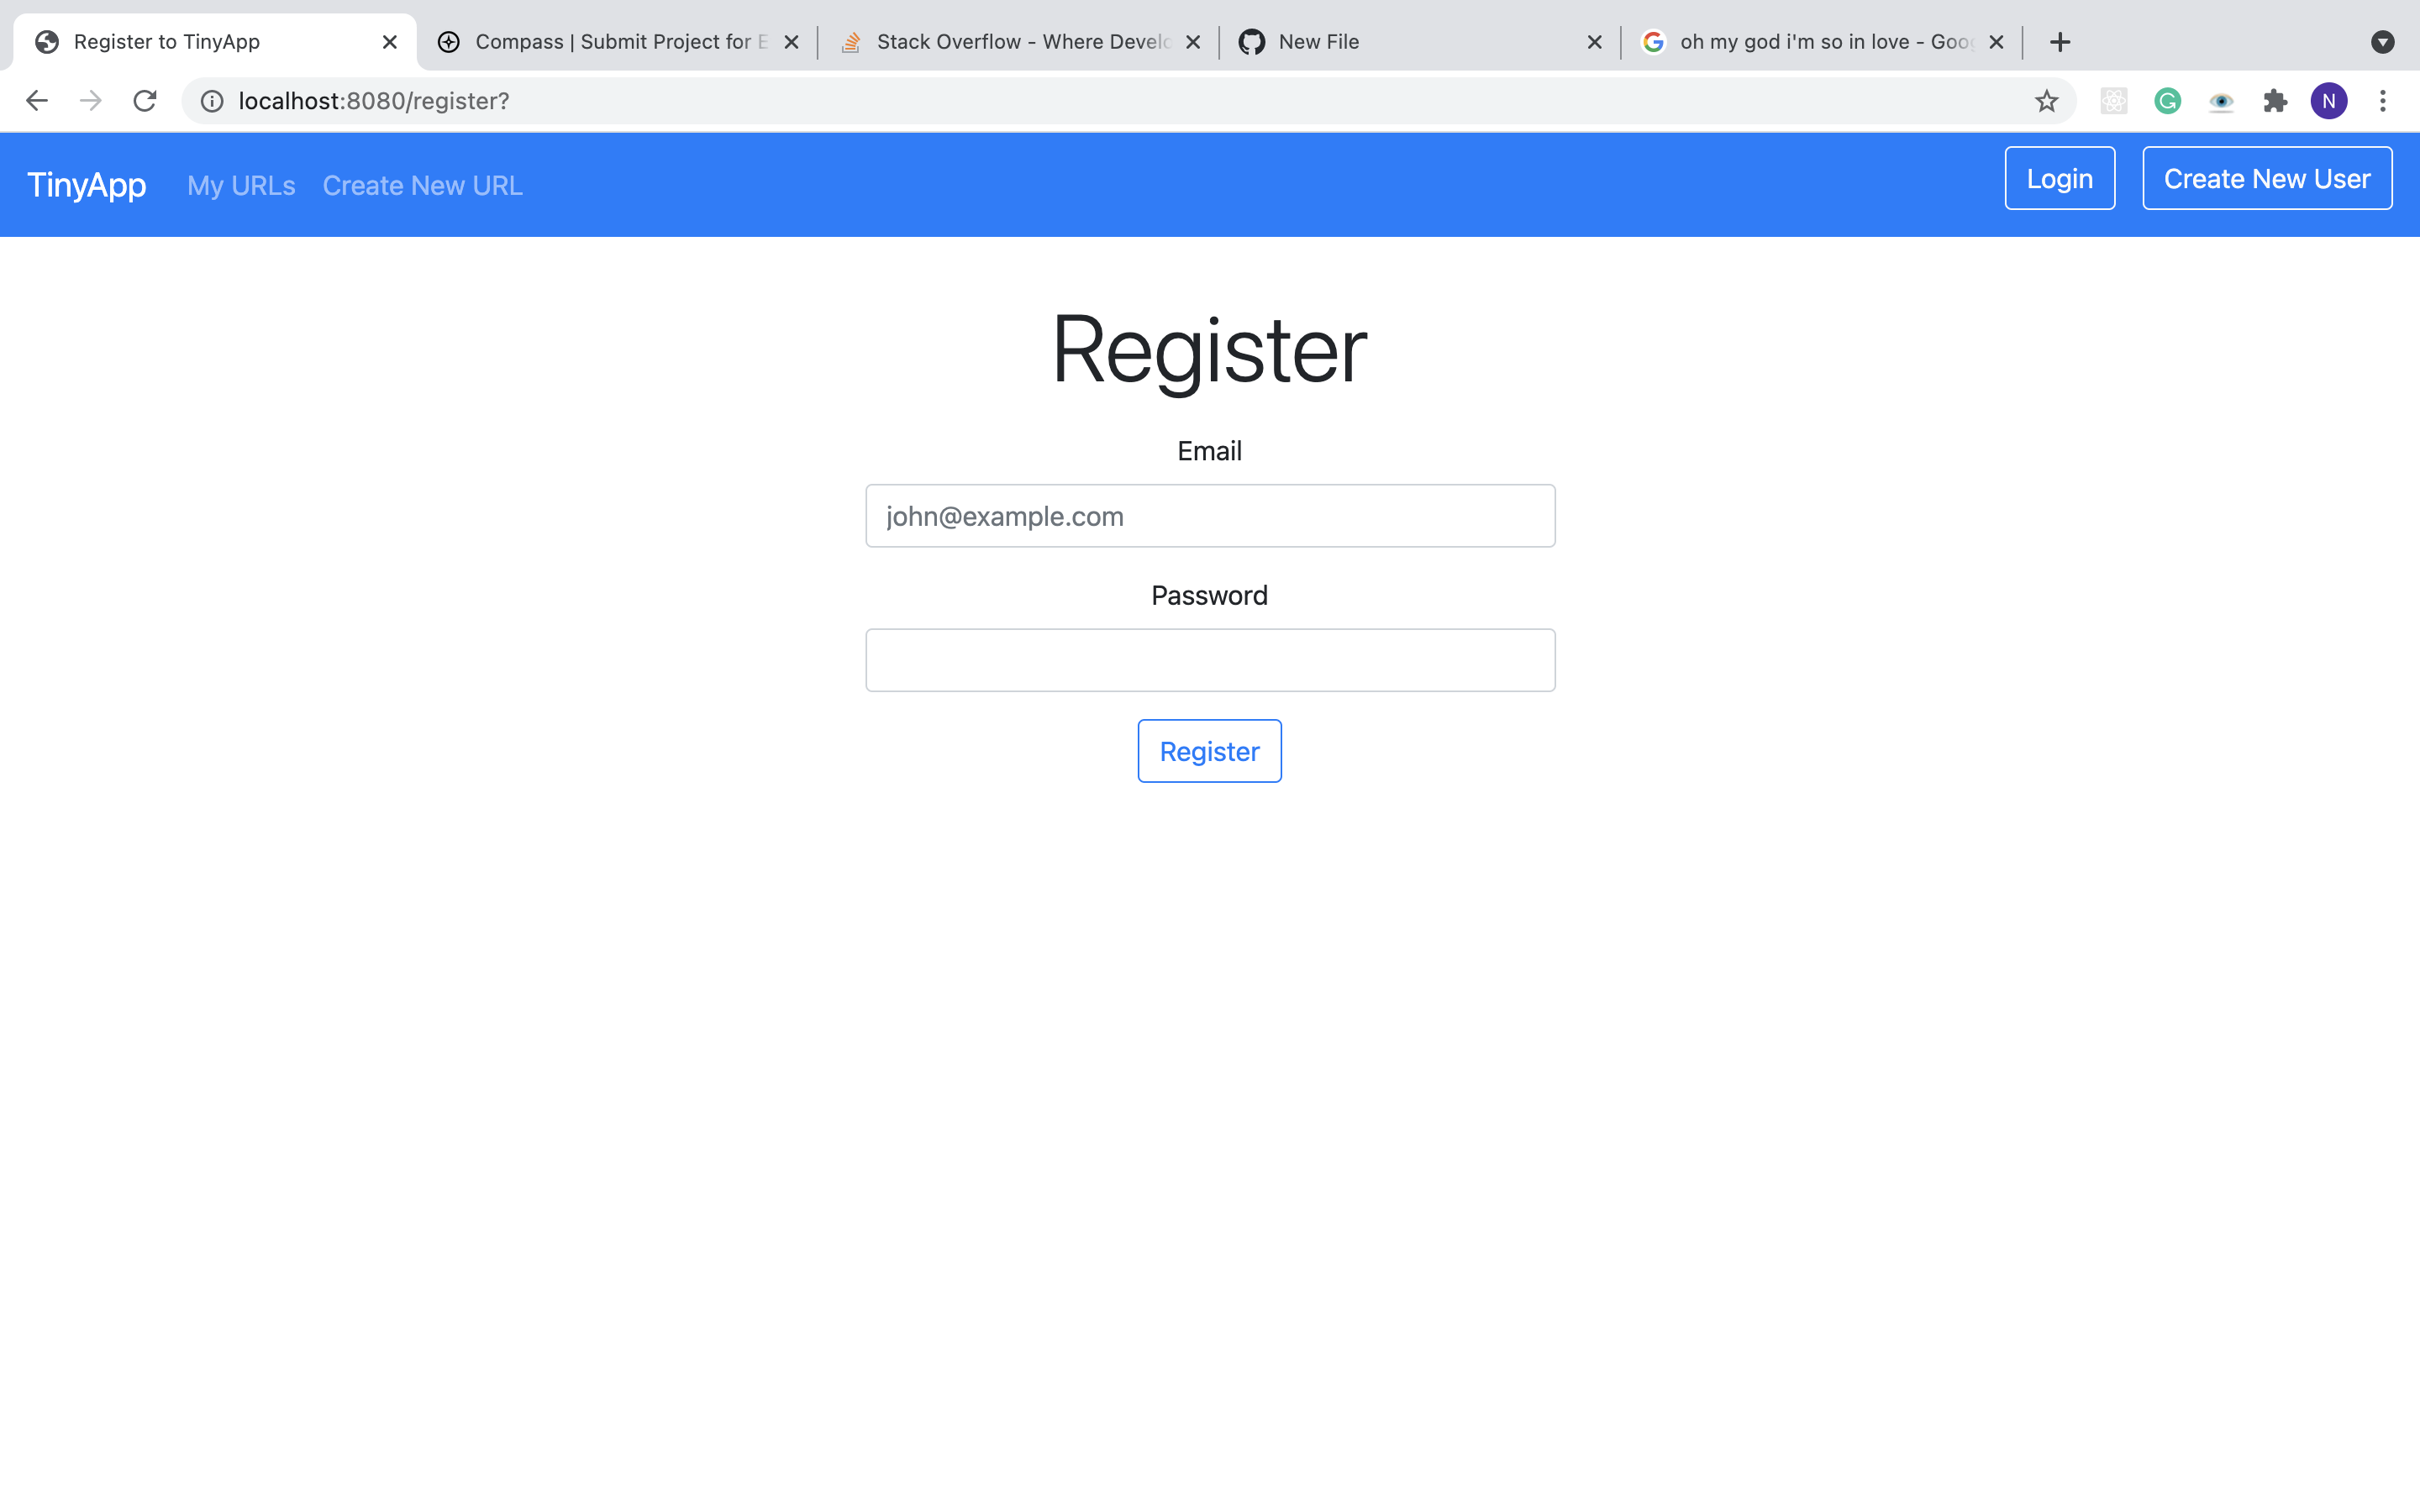 Register to TinyApp
Compass | Submit Project for E
Stack Overflow - Where Develo
New File
oh my god i'm so in love - Goog
localhost:8080/register?
N
TinyApp My URLs Create New URL Login Create New User
Register
Email
john@example.com
Password
Register